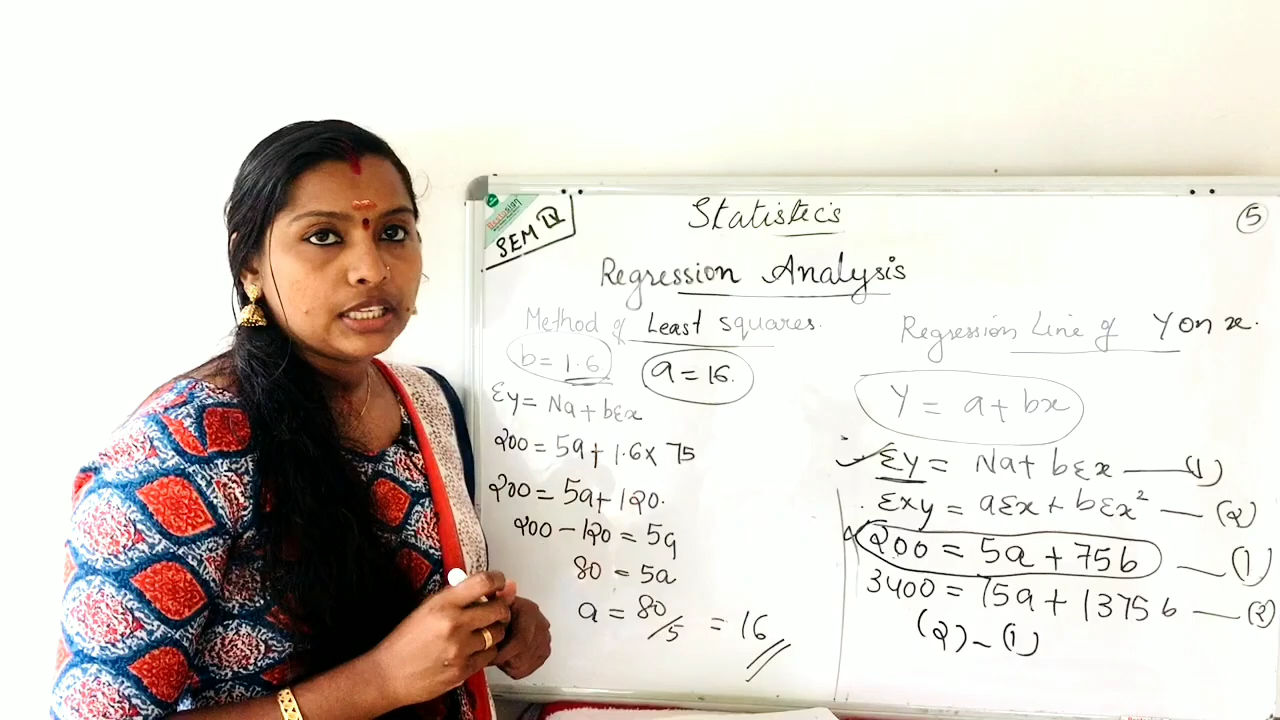 SEM IV
Statistics
5
Regression Analysis
Method of Least squares.
b = 1.6
a = 16.
Σy = Na + bΣx
200 = 5a + 1.6 x 75
200 = 5a + 120.
200 - 120 = 5a
80 = 5a
a = 80/5 = 16
Regression Line of Y on x.
Y = a + bx
Σy = Na + bΣx —(1)
Σxy = aΣx + bΣx² —(2)
200 = 5a + 75b —(1)
3400 = 75a + 1375b —(2)
(2) - (1)